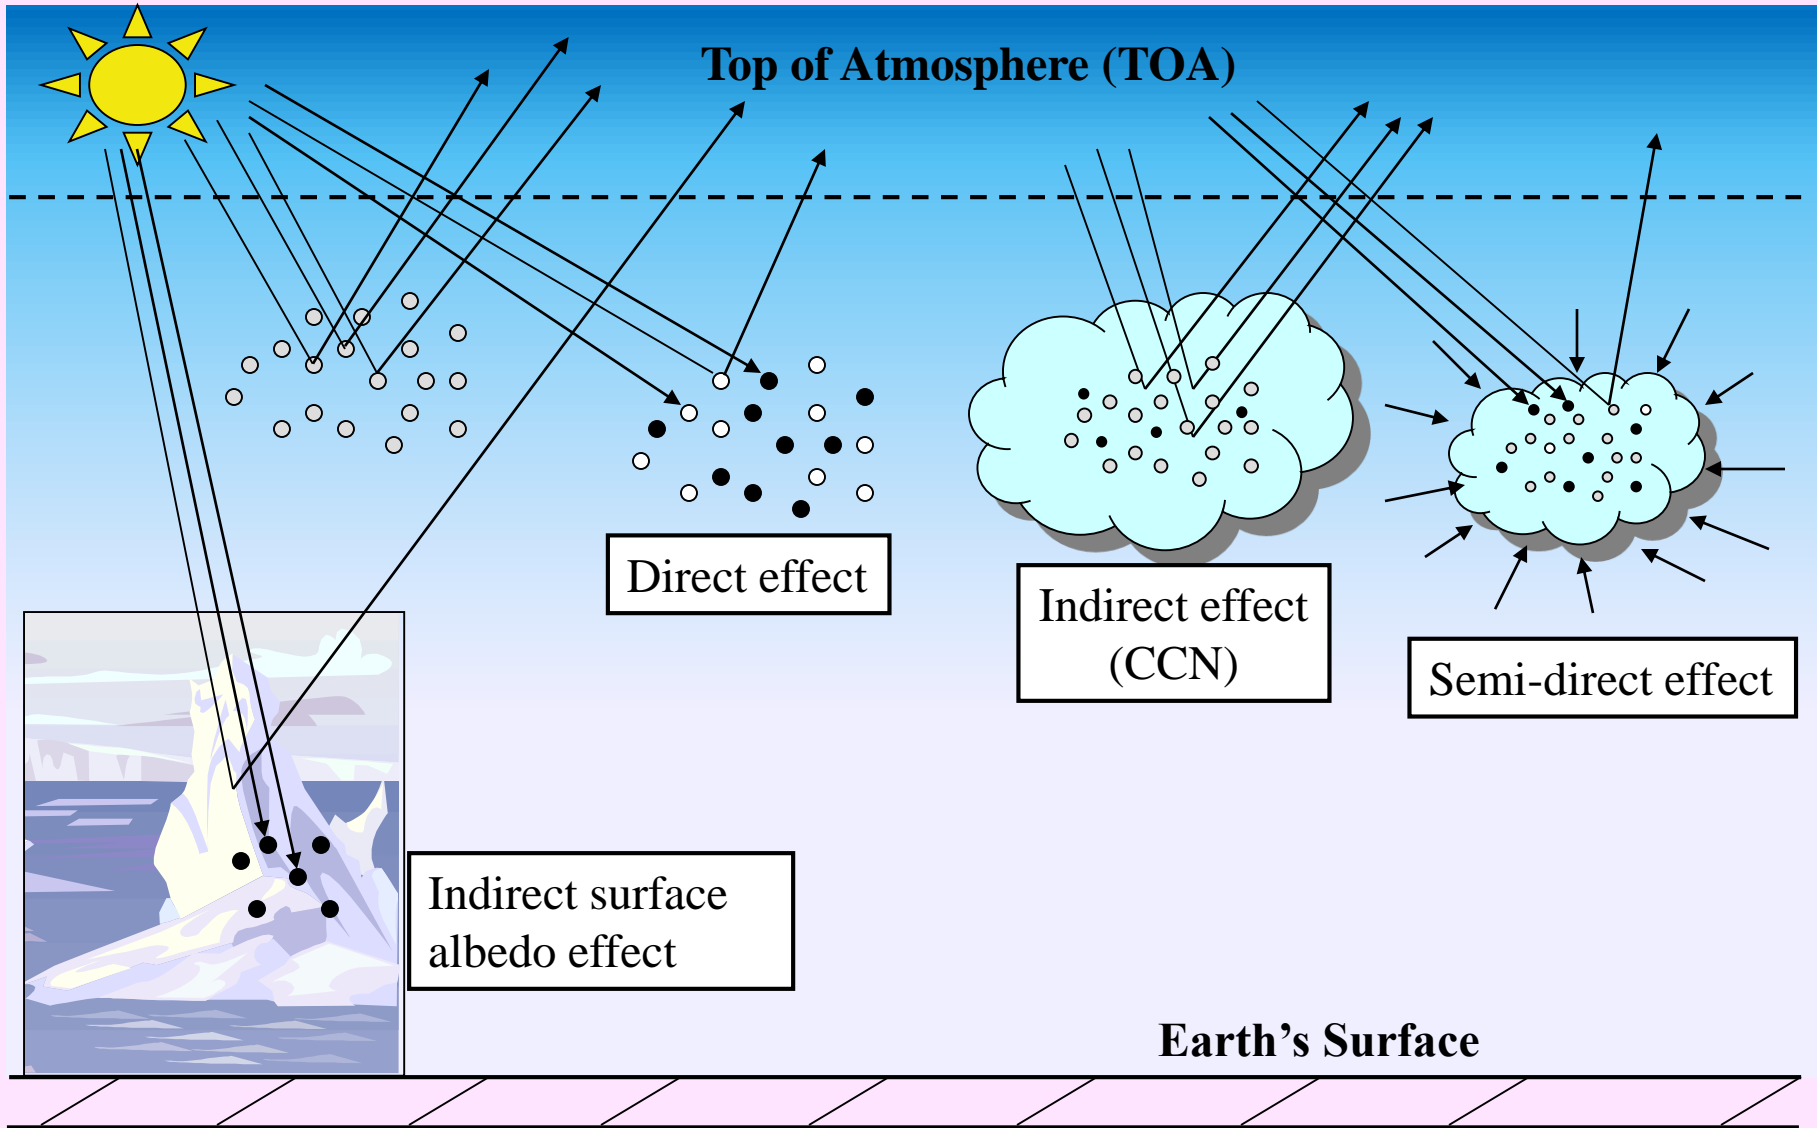 Top of Atmosphere (TOA)
Direct effect
Indirect effect
(CCN)
Semi-direct effect
Indirect surface
albedo effect
Earth’s Surface